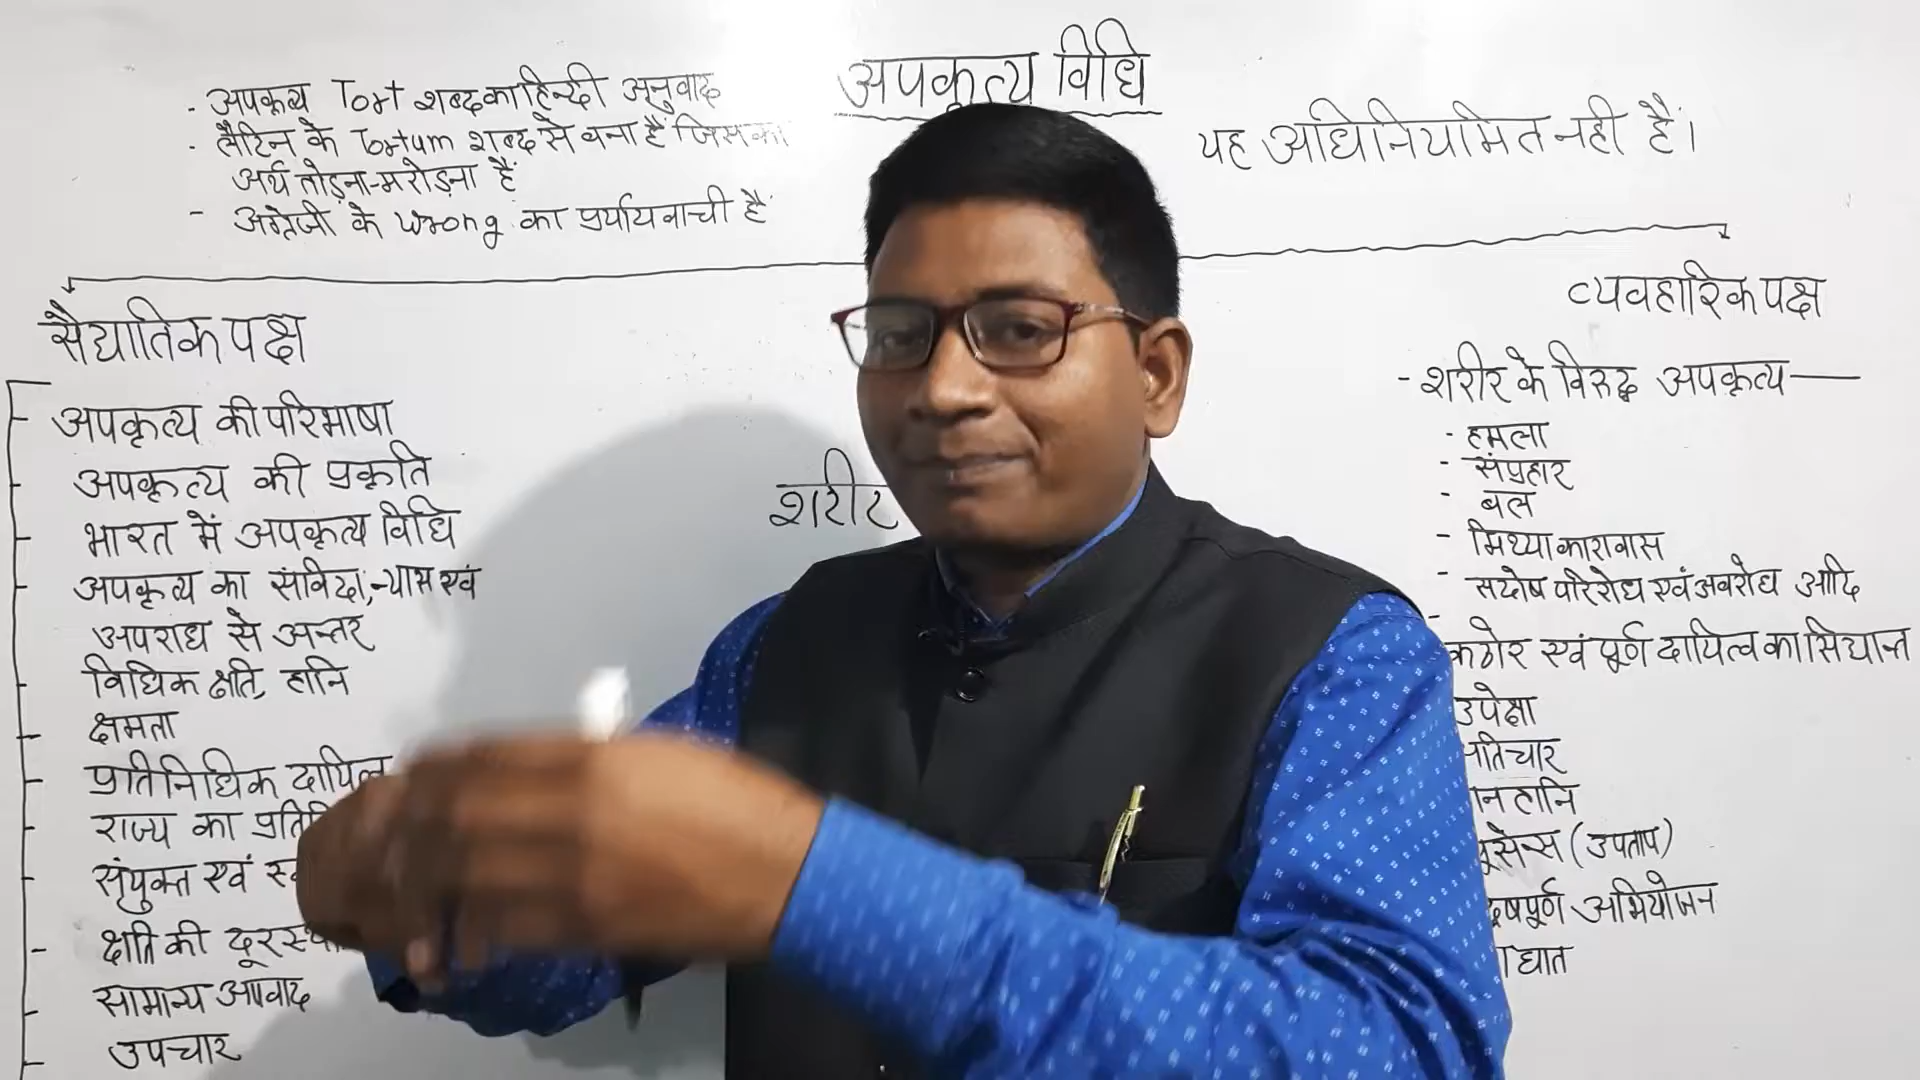 अपकृत्य विधि
- अपकृत्य Tort शब्द का हिन्दी अनुवाद
- लैटिन के Tortum शब्द से बना है जिसका
अर्थ तोड़ना-मरोड़ना है
- अंग्रेजी के wrong का पर्यायवाची है
यह अधिनियमित नही है।
सैद्यातिक पक्ष
अपकृत्य की परिभाषा
अपकृत्य की प्रकृति
भारत में अपकृत्य विधि
अपकृत्य का संविदा, न्यास एवं
अपराध से अन्तर
विधिक क्षति, हानि
क्षमता
प्रतिनिधिक दायित्व
राज्य का
संयुक्त एवं
क्षति की
सामान्य अपवाद
उपचार
शरीर
व्यवहारिक पक्ष
- शरीर के विरुद्ध अपकृत्य —
- हमला
- संप्रहार
- बल
- मिथ्या कारावास
- सदोष परिरोध एवं अवरोध आदि
कठोर एवं पूर्ण दायित्व का सिद्यान्त
उपेक्षा
(उपताप)
अभियोजन